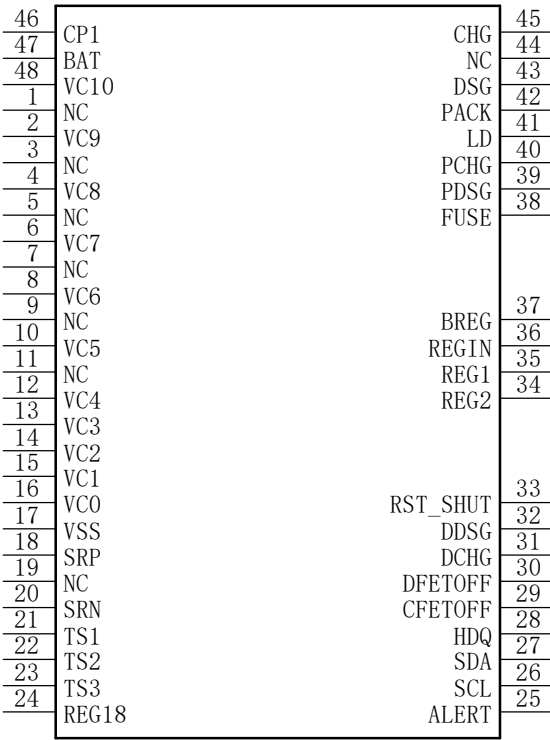 46 CP1 CHG 45
47 BAT NC 44
48 VC10 DSG 43
1 NC PACK 42
2 VC9 LD 41
3 NC PCHG 40
4 VC8 PDSG 39
5 NC FUSE 38
6 VC7
7 NC
8 VC6
9 NC BREG 37
10 VC5 REGIN 36
11 NC REG1 35
12 VC4 REG2 34
13 VC3
14 VC2
15 VC1
16 VC0 RST_SHUT 33
17 VSS DDSG 32
18 SRP DCHG 31
19 NC DFETOFF 30
20 SRN CFETOFF 29
21 TS1 HDQ 28
22 TS2 SDA 27
23 TS3 SCL 26
24 REG18 ALERT 25